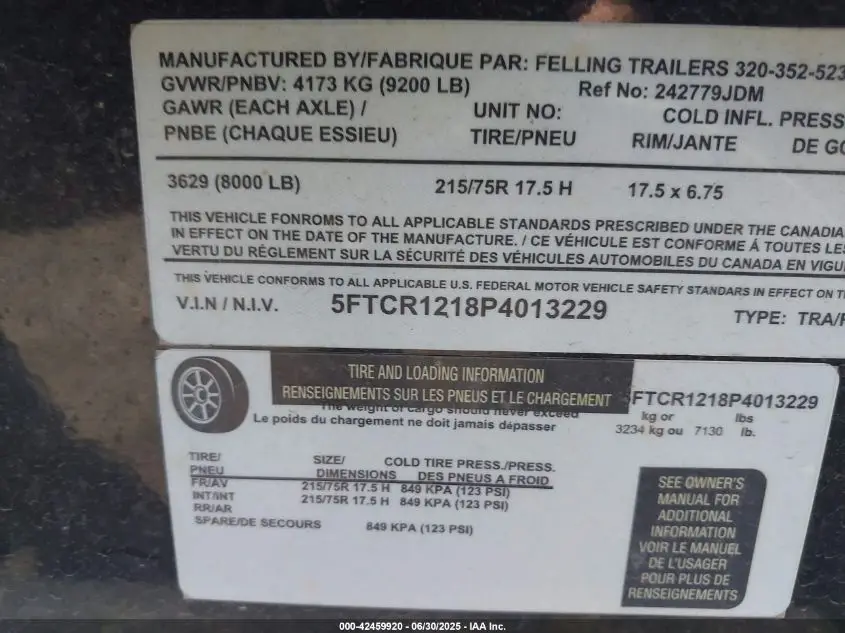 MANUFACTURED BY/FABRIQUE PAR: FELLING TRAILERS 320-352-523
GVWR/PNBV: 4173 KG (9200 LB) Ref No: 242779JDM
GAWR (EACH AXLE) / UNIT NO: COLD INFL. PRESS
PNBE (CHAQUE ESSIEU) TIRE/PNEU RIM/JANTE DE GO
3629 (8000 LB) 215/75R 17.5 H 17.5 x 6.75
THIS VEHICLE FONROMS TO ALL APPLICABLE STANDARDS PRESCRIBED UNDER THE CANADIA
IN EFFECT ON THE DATE OF THE MANUFACTURE. / CE VÉHICULE EST CONFORME Á TOUTES LES
VERTU DU RÈGLEMENT SUR LA SÉCURITÉ DES VÉHICULES AUTOMOBILES DU CANADA EN VIGU
THIS VEHICLE CONFORMS TO ALL APPLICABLE U.S. FEDERAL MOTOR VEHICLE SAFETY STANDARS IN EFFECT ON T
V.I.N / N.I.V. 5FTCR1218P4013229 TYPE: TRA/R
TIRE AND LOADING INFORMATION
RENSEIGNEMENTS SUR LES PNEUS ET LE CHARGEMENT 5FTCR1218P4013229
The weight of cargo should never exceed kg or lbs
Le poids du chargement ne doit jamais dépasser 3234 kg ou 7130 lb.
TIRE/ SIZE/ COLD TIRE PRESS./PRESS.
PNEU DIMENSIONS DES PNEUS A FROID
FR/AV 215/75R 17.5 H 849 KPA (123 PSI)
INT/INT 215/75R 17.5 H 849 KPA (123 PSI)
RR/AR
SPARE/DE SECOURS 849 KPA (123 PSI)
SEE OWNER'S
MANUAL FOR
ADDITIONAL
INFORMATION
VOIR LE MANUEL
DE L'USAGER
POUR PLUS DE
RENSEIGNEMENTS
000-42459920 - 06/30/2025 - IAA Inc.